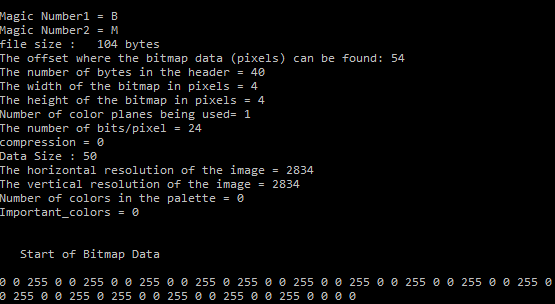 Magic Number1 = B
Magic Number2 = M
file size :   104 bytes
The offset where the bitmap data (pixels) can be found: 54
The number of bytes in the header = 40
The width of the bitmap in pixels = 4
The height of the bitmap in pixels = 4
Number of color planes being used= 1
The number of bits/pixel = 24
compression = 0
Data Size : 50
The horizontal resolution of the image = 2834
The vertical resolution of the image = 2834
Number of colors in the palette = 0
Important_colors = 0
Start of Bitmap Data
0 0 255 0 0 255 0 0 255 0 0 255 0 255 0 0 255 0 0 255 0 0 255 0 0 255 0 0 255 0
0 255 0 0 255 0 255 0 0 255 0 0 255 0 0 255 0 0 0 0